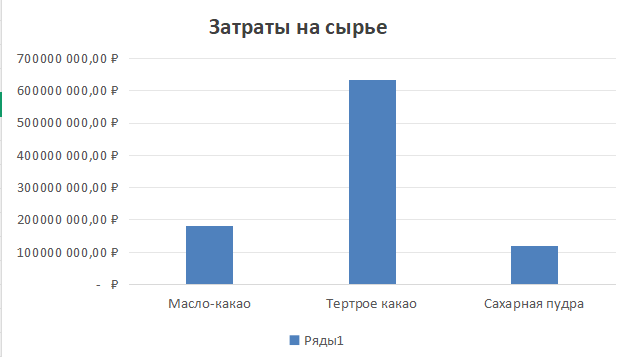 Затраты на сырье
700000 000,00 ₽
600000 000,00 ₽
500000 000,00 ₽
400000 000,00 ₽
300000 000,00 ₽
200000 000,00 ₽
100000 000,00 ₽
- ₽
Масло-какао Тертрое какао Сахарная пудра
Ряды1